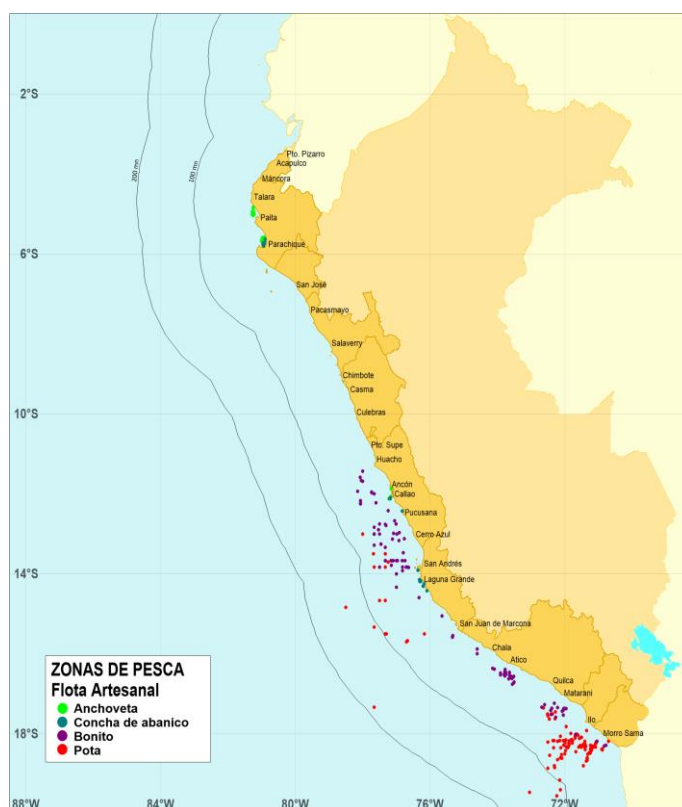 2°S
200 mn
100 mn
Pto. Pizarro
Acapulco
Máncora
Talara
Paita
6°S
Parachique
San José
Pacasmayo
Salaverry
Chimbote
Casma
10°S
Culebras
Pto. Supe
Huacho
Ancón
Callao
Pucusana
Cerro Azul
14°S
San Andrés
Laguna Grande
San Juan de Marcona
Chala
Atico
ZONAS DE PESCA
Flota Artesanal
Anchoveta
Concha de abanico
Bonito
Pota
Quilca
Matarani
Ilo
18°S
Morro Sama
88°W
84°W
80°W
76°W
72°W